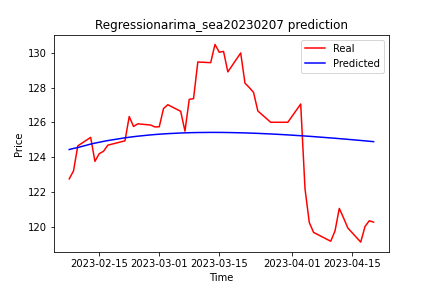 Regressionarima_sea20230207 prediction
Real
Predicted
Price
130
128
126
124
122
120
2023-02-15 2023-03-01 2023-03-15 2023-04-01 2023-04-15
Time